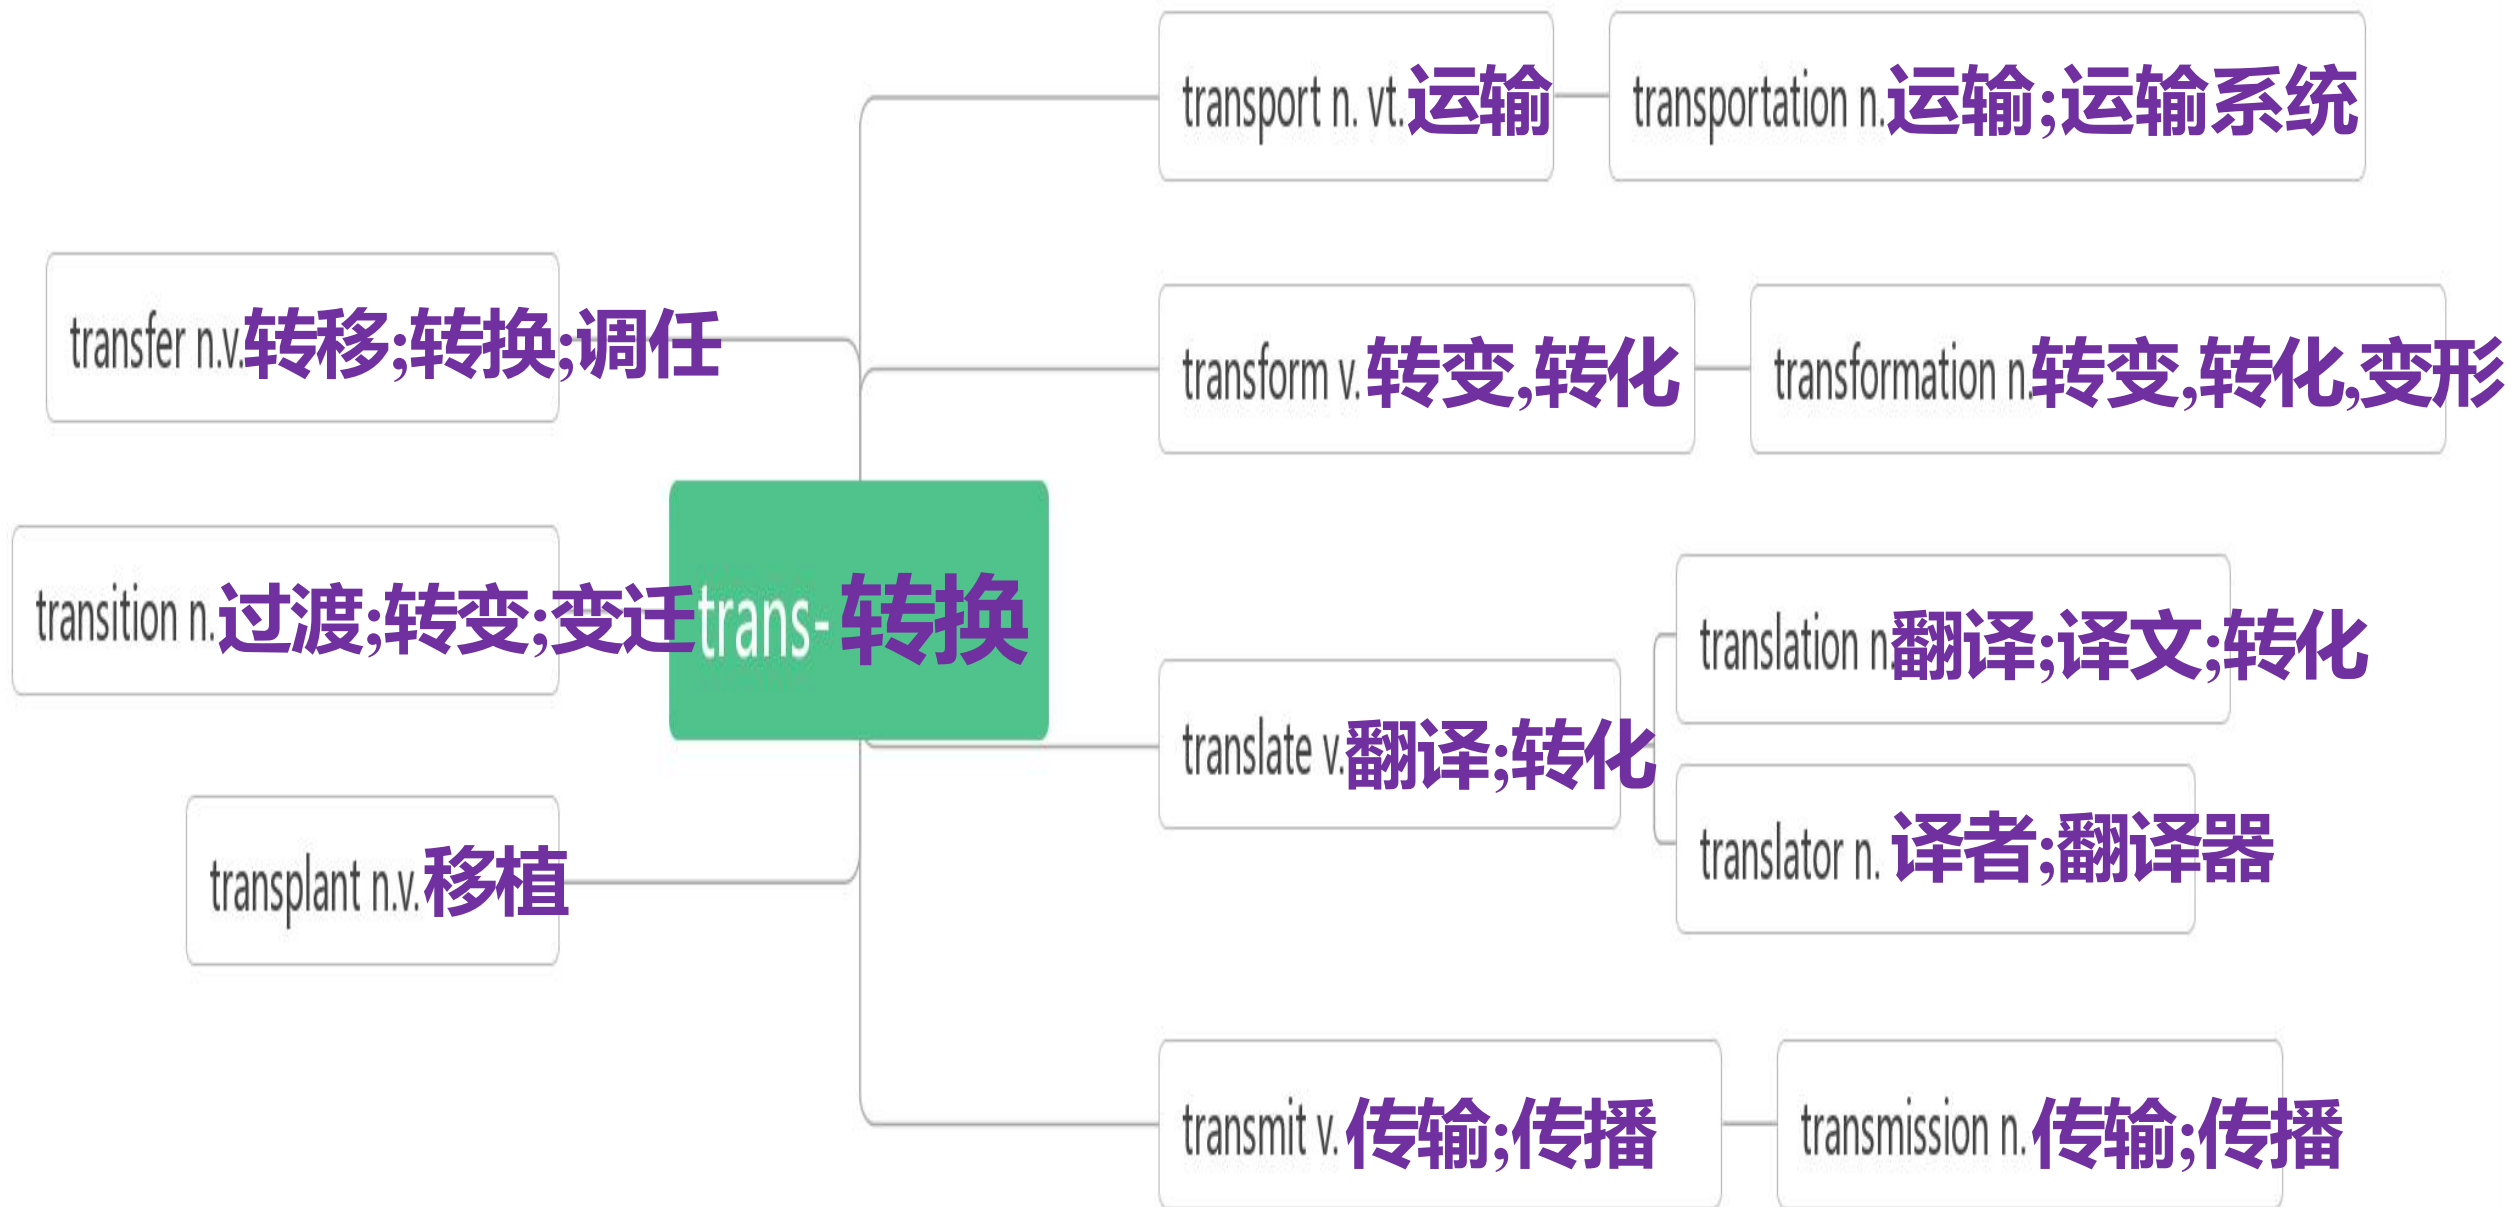 transport n. vt.运输
transportation n.运输;运输系统
transfer n.v.转移;转换;调任
transform v.转变,转化
transformation n.转变,转化,变形
transition n.过渡;转变;变迁
trans-转换
translation n.翻译;译文;转化
translate v.翻译;转化
translator n.译者;翻译器
transplant n.v.移植
transmit v.传输;传播
transmission n.传输;传播